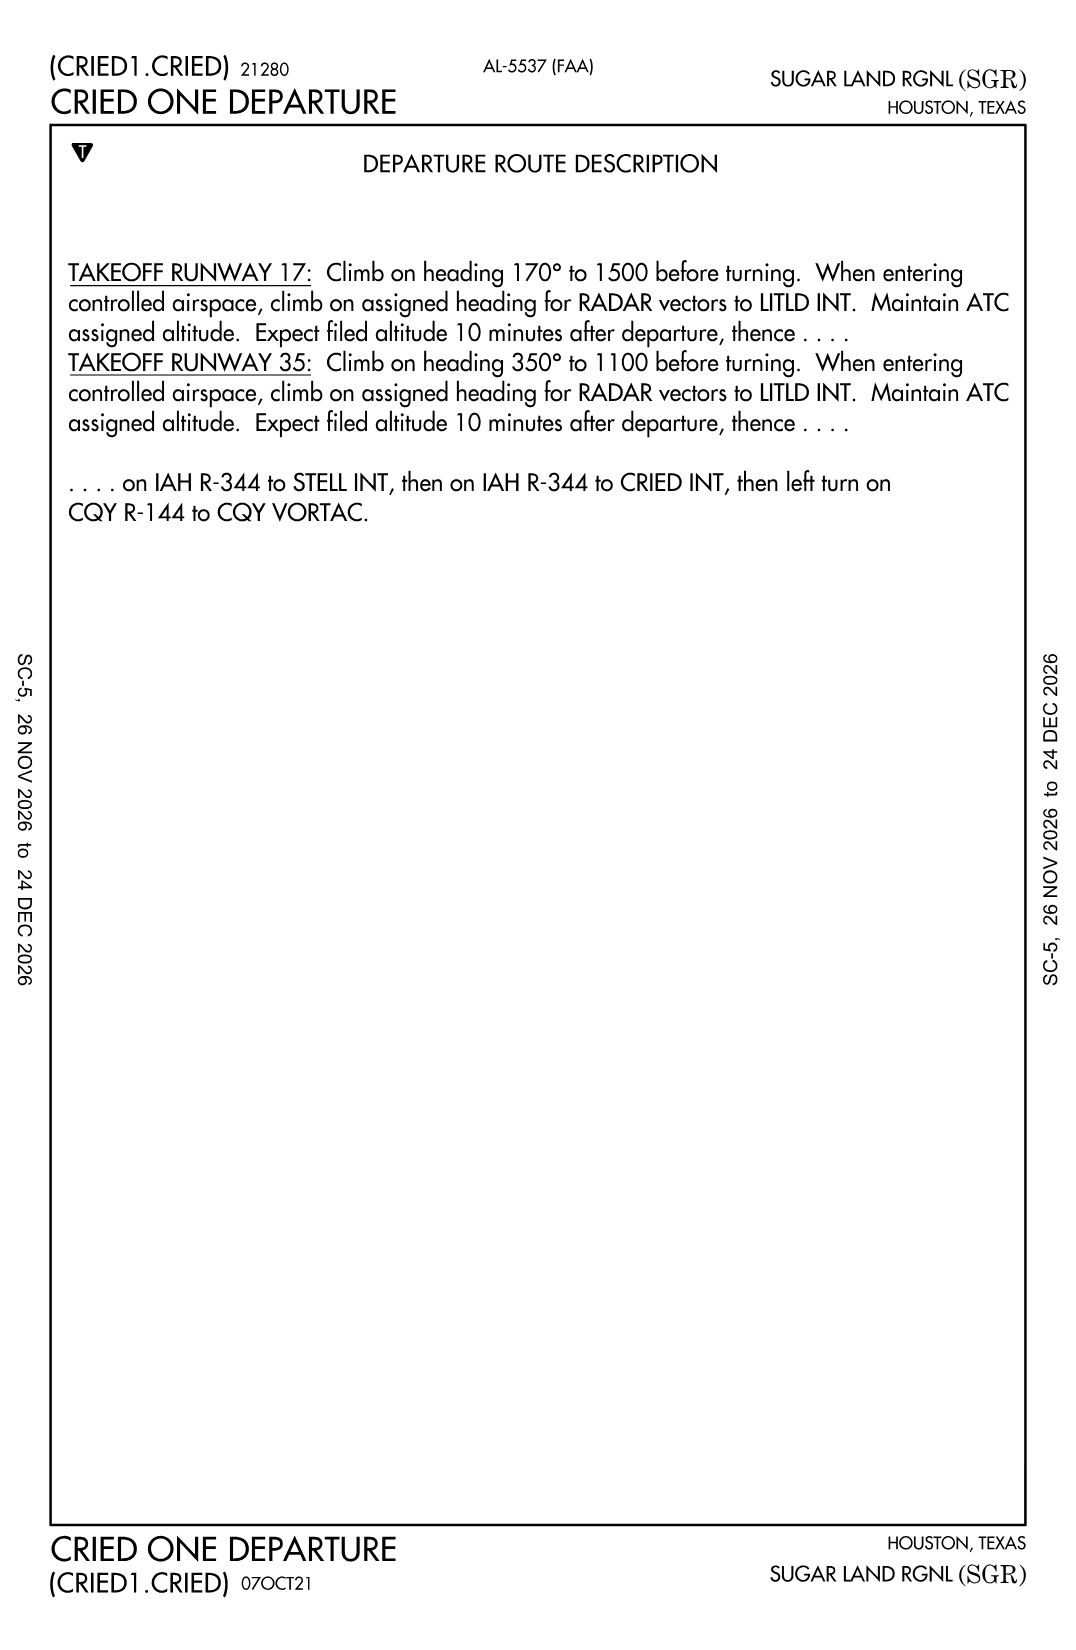 (CRIED1.CRIED) 21280
AL-5537 (FAA)
SUGAR LAND RGNL (SGR)
CRIED ONE DEPARTURE
HOUSTON, TEXAS
T
DEPARTURE ROUTE DESCRIPTION
TAKEOFF RUNWAY 17: Climb on heading 170° to 1500 before turning. When entering
controlled airspace, climb on assigned heading for RADAR vectors to LITLD INT. Maintain ATC
assigned altitude. Expect filed altitude 10 minutes after departure, thence . . . .
TAKEOFF RUNWAY 35: Climb on heading 350° to 1100 before turning. When entering
controlled airspace, climb on assigned heading for RADAR vectors to LITLD INT. Maintain ATC
assigned altitude. Expect filed altitude 10 minutes after departure, thence . . . .
. . . . on IAH R-344 to STELL INT, then on IAH R-344 to CRIED INT, then left turn on
CQY R-144 to CQY VORTAC.
SC-5, 26 NOV 2026 to 24 DEC 2026
SC-5, 26 NOV 2026 to 24 DEC 2026
CRIED ONE DEPARTURE
HOUSTON, TEXAS
(CRIED1.CRIED) 07OCT21
SUGAR LAND RGNL (SGR)